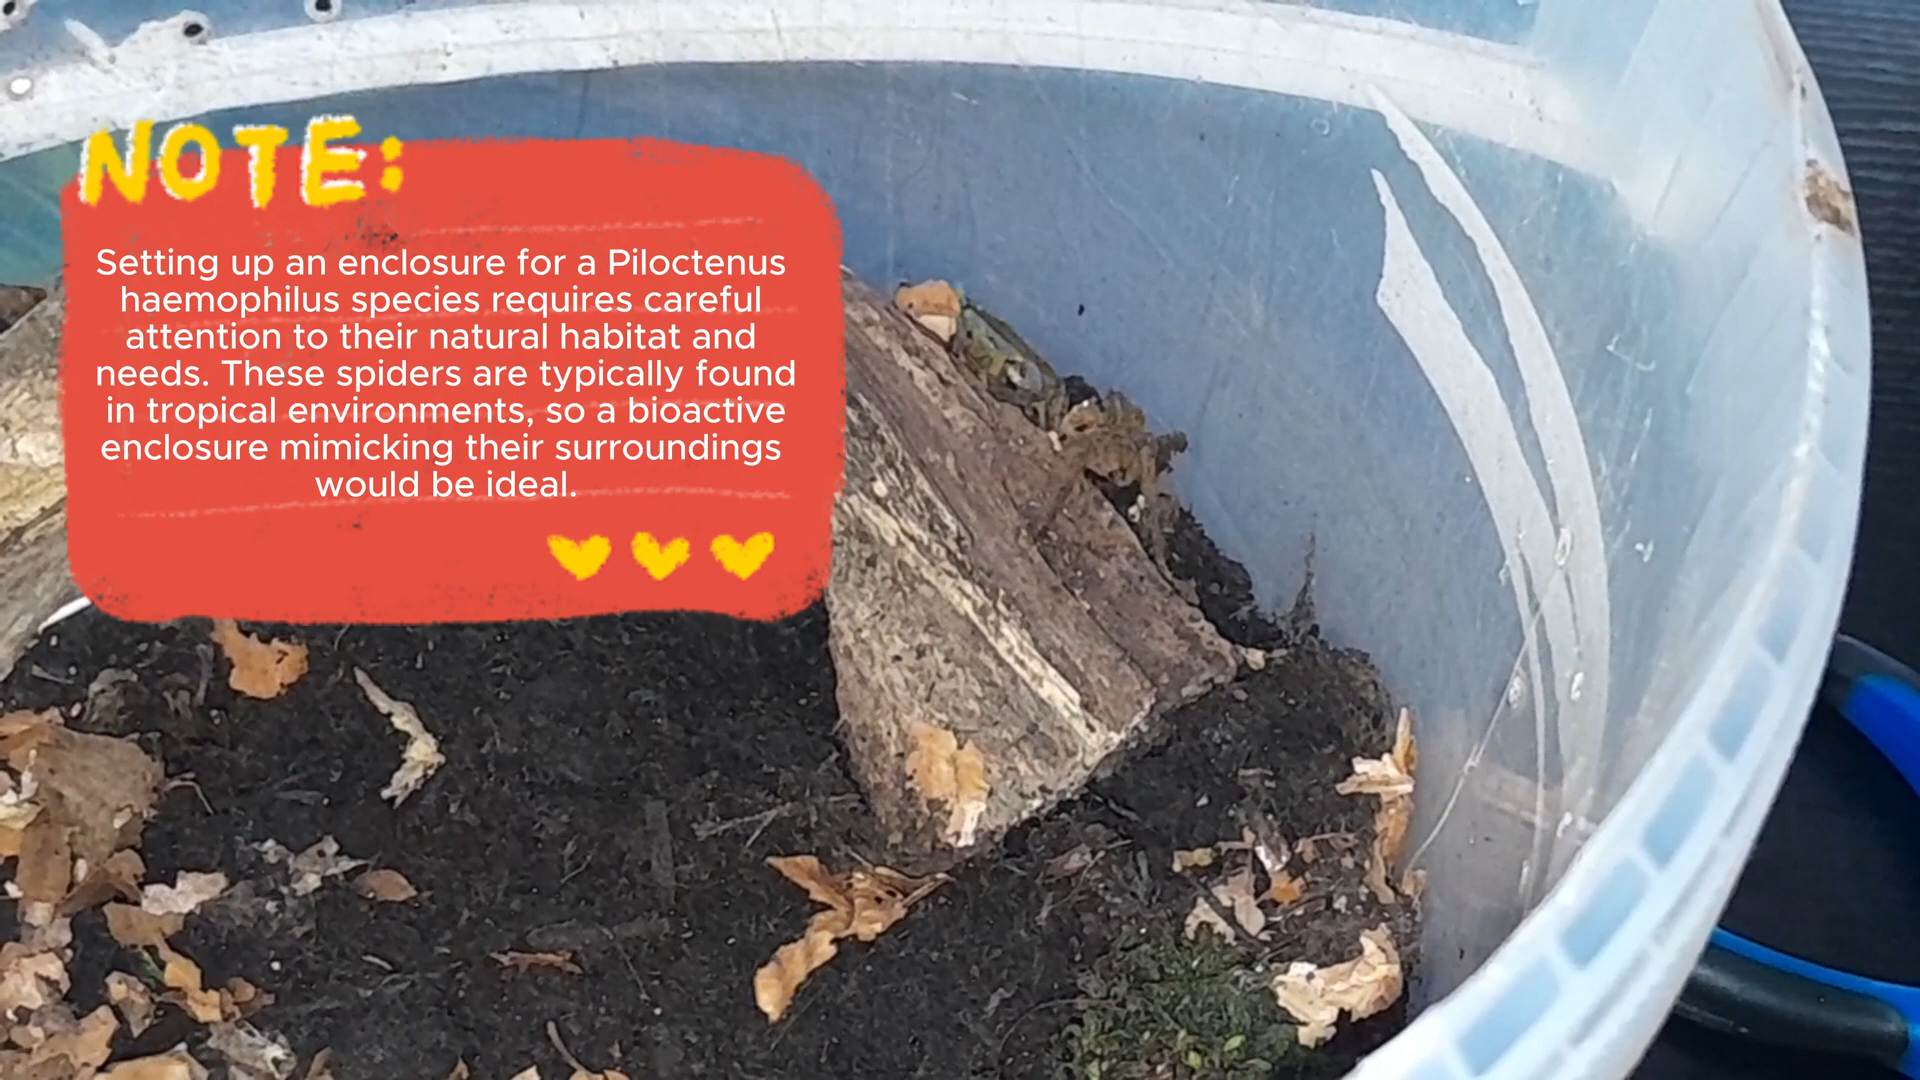 NOTE:
Setting up an enclosure for a Piloctenus
haemophilus species requires careful
attention to their natural habitat and
needs. These spiders are typically found
in tropical environments, so a bioactive
enclosure mimicking their surroundings
would be ideal.